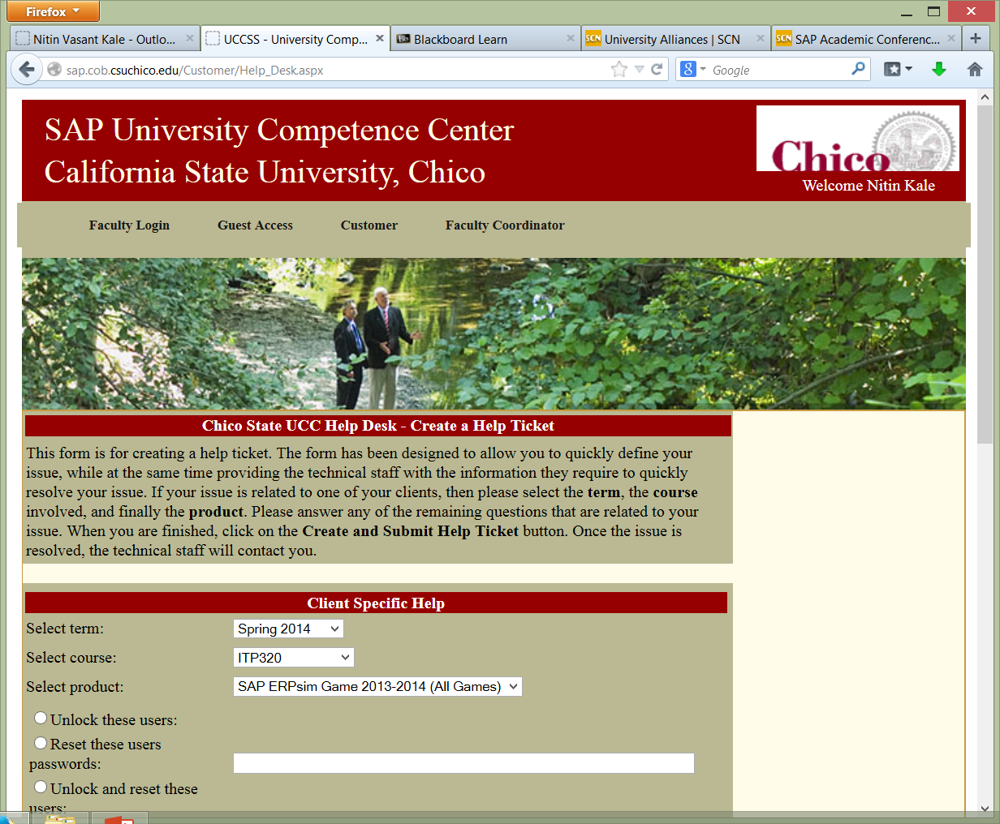 Firefox
Nitin Vasant Kale - Outlo...
UCCSS - University Comp...
Blackboard Learn
SCN University Alliances | SCN
SCN SAP Academic Conferenc...
sap.cob.csuchico.edu/Customer/Help_Desk.aspx
8 Google
SAP University Competence Center
California State University, Chico
Chico
Welcome Nitin Kale
Faculty Login
Guest Access
Customer
Faculty Coordinator
Chico State UCC Help Desk - Create a Help Ticket
This form is for creating a help ticket. The form has been designed to allow you to quickly define your
issue, while at the same time providing the technical staff with the information they require to quickly
resolve your issue. If your issue is related to one of your clients, then please select the term, the course
involved, and finally the product. Please answer any of the remaining questions that are related to your
issue. When you are finished, click on the Create and Submit Help Ticket button. Once the issue is
resolved, the technical staff will contact you.
Client Specific Help
Select term: Spring 2014
Select course: ITP320
Select product: SAP ERPsim Game 2013-2014 (All Games)
Unlock these users:
Reset these users
passwords:
Unlock and reset these
users: